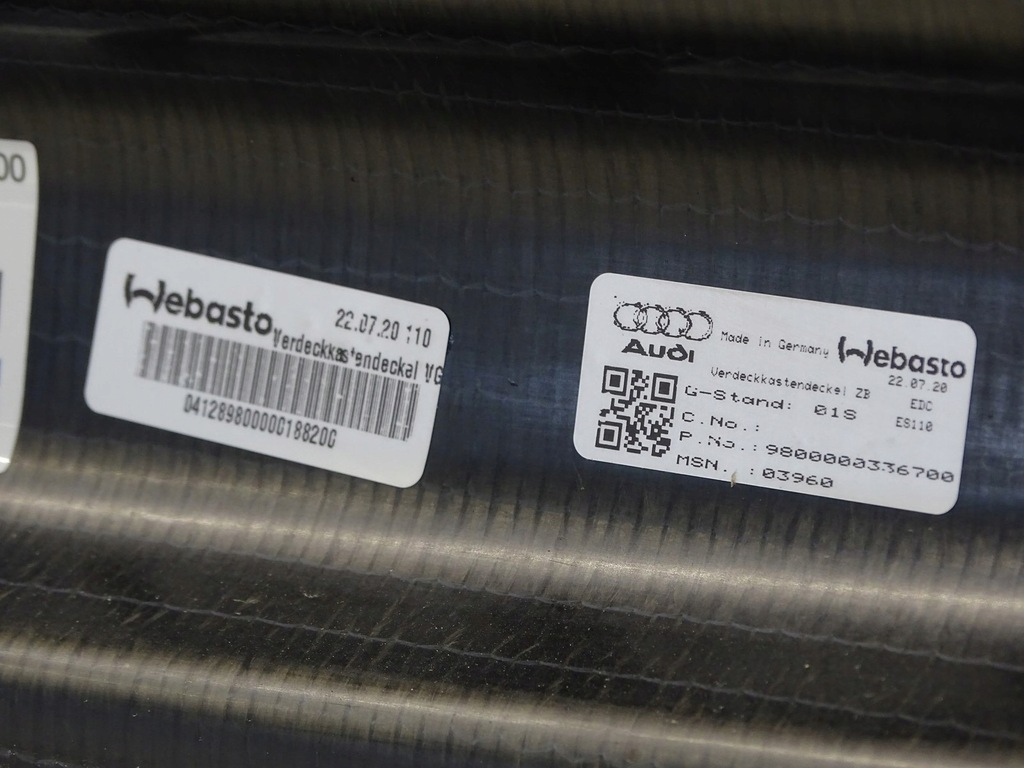 00
Webasto
22.07.20 110
Verdeckkastendeckel VG
Audi
Made in Germany
Webasto
Verdeckkastendeckel ZB
22.07.20
G-Stand: 01S
EDC
C.No.:
ES110
P.No.:9800000336700
MSN. :03960